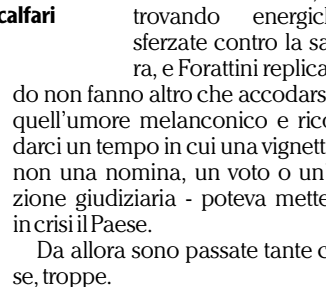 calfari
trovando energich
sferzate contro la sa
ra, e Forattini replica
do non fanno altro che accodars
quell'umore melanconico e rico
darci un tempo in cui una vignett
non una nomina, un voto o un
zione giudiziaria - poteva mette
in crisi il Paese.
Da allora sono passate tante c
se, troppe.